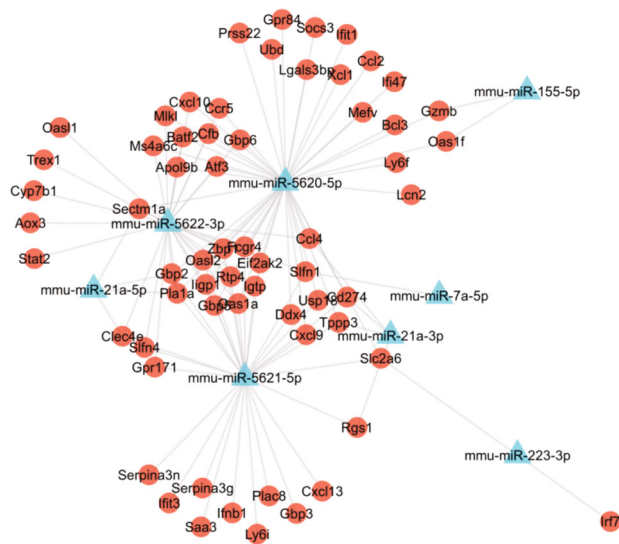 Gpr84
Prss22
Socs3
Ifit1
Ubd
Ccl2
Lgals3bp
Xcl1
Ifi47
mmu-miR-155-5p
Cxcl10
Ccr5
Mefv
Gzmb
Mlkl
Oasl1
Batf2
Cfb
Gbp6
Bcl3
Oas1f
Ms4a6c
Trex1
Apol9b
Atf3
Ly6f
mmu-miR-5620-5p
Cyp7b1
Lcn2
Sectm1a
Aox3
mmu-miR-5622-3p
Ccl4
Stat2
Zbp1
Fcgr4
Oasl2
Eif2ak2
Gbp2
Slfn1
Rtp4
mmu-miR-21a-5p
Iigp1
Igtp
mmu-miR-7a-5p
Pla1a
Cd274
Usp18
Gbp5
Oas1a
Ddx4
Tppp3
Clec4e
Cxcl9
mmu-miR-21a-3p
Slfn4
Slc2a6
Gpr171
mmu-miR-5621-5p
Rgs1
mmu-miR-223-3p
Serpina3n
Serpina3g
Plac8
Cxcl13
Ifit3
Ifnb1
Gbp3
Irf7
Saa3
Ly6i